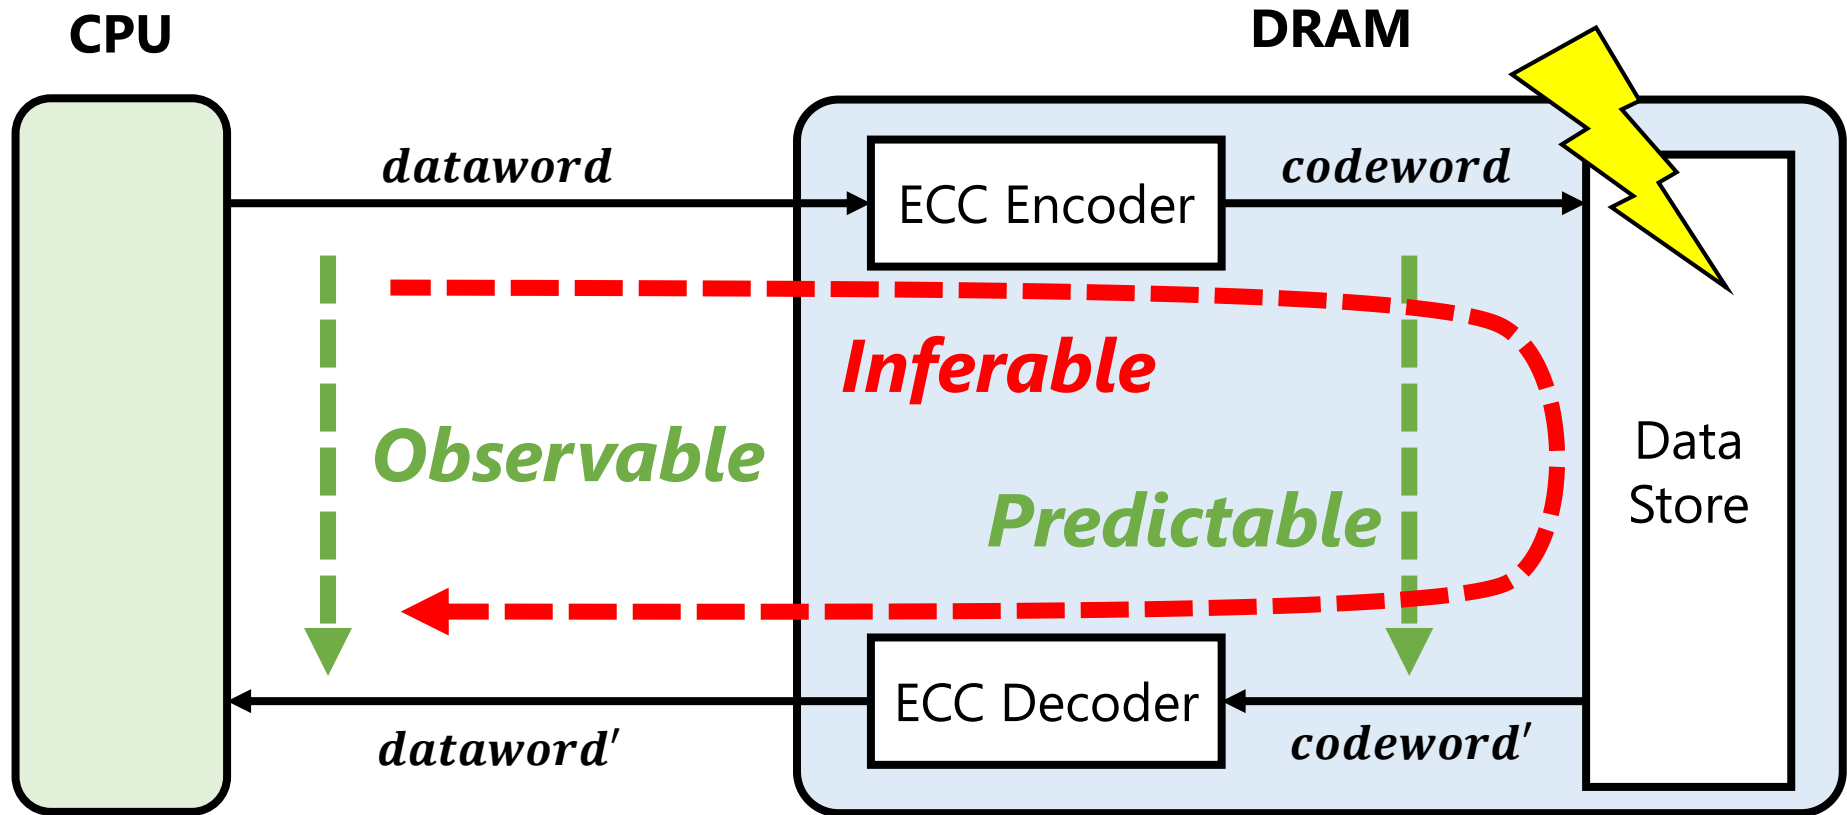 CPU
DRAM
dataword
ECC Encoder
codeword
Inferable
Observable
Predictable
Data
Store
ECC Decoder
dataword′
codeword′